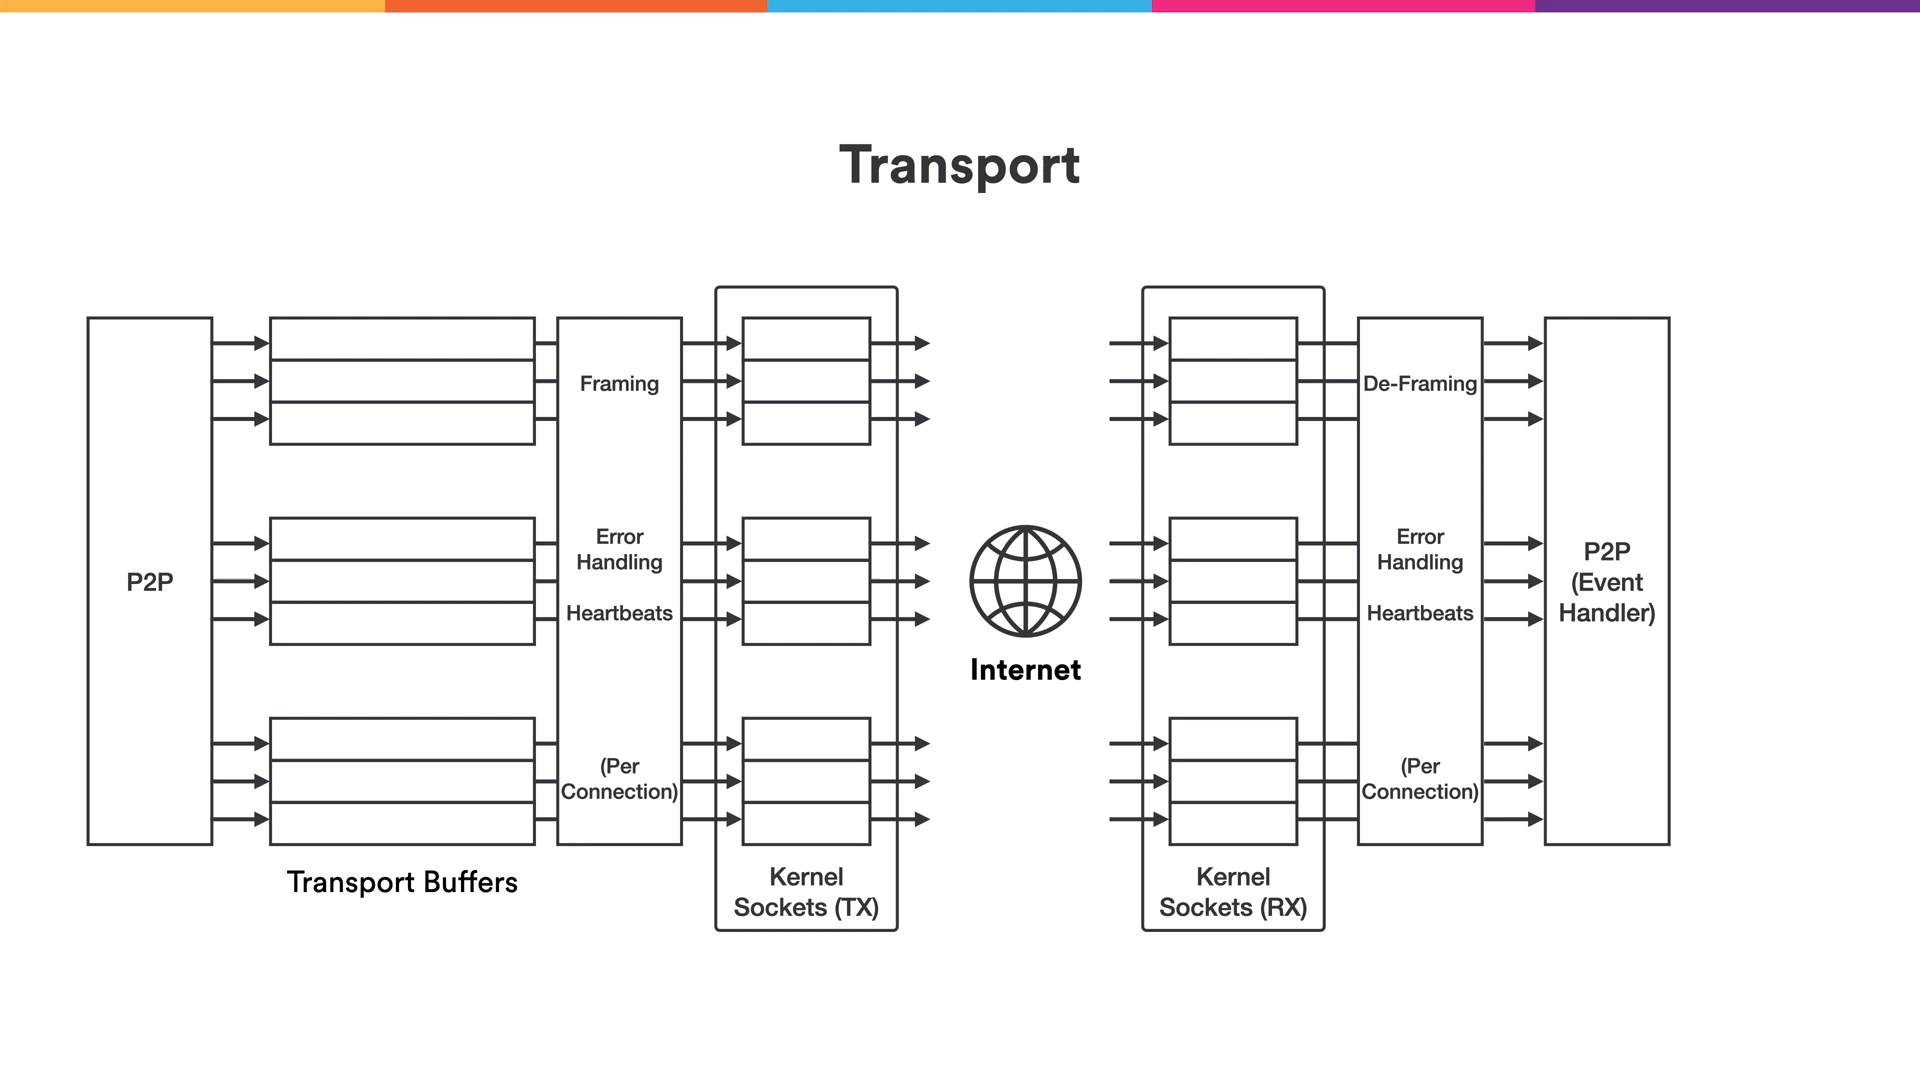 Transport
P2P
Transport Buffers
Framing
Error
Handling
Heartbeats
(Per
Connection)
Kernel
Sockets (TX)
Internet
Kernel
Sockets (RX)
De-Framing
Error
Handling
Heartbeats
(Per
Connection)
P2P
(Event
Handler)